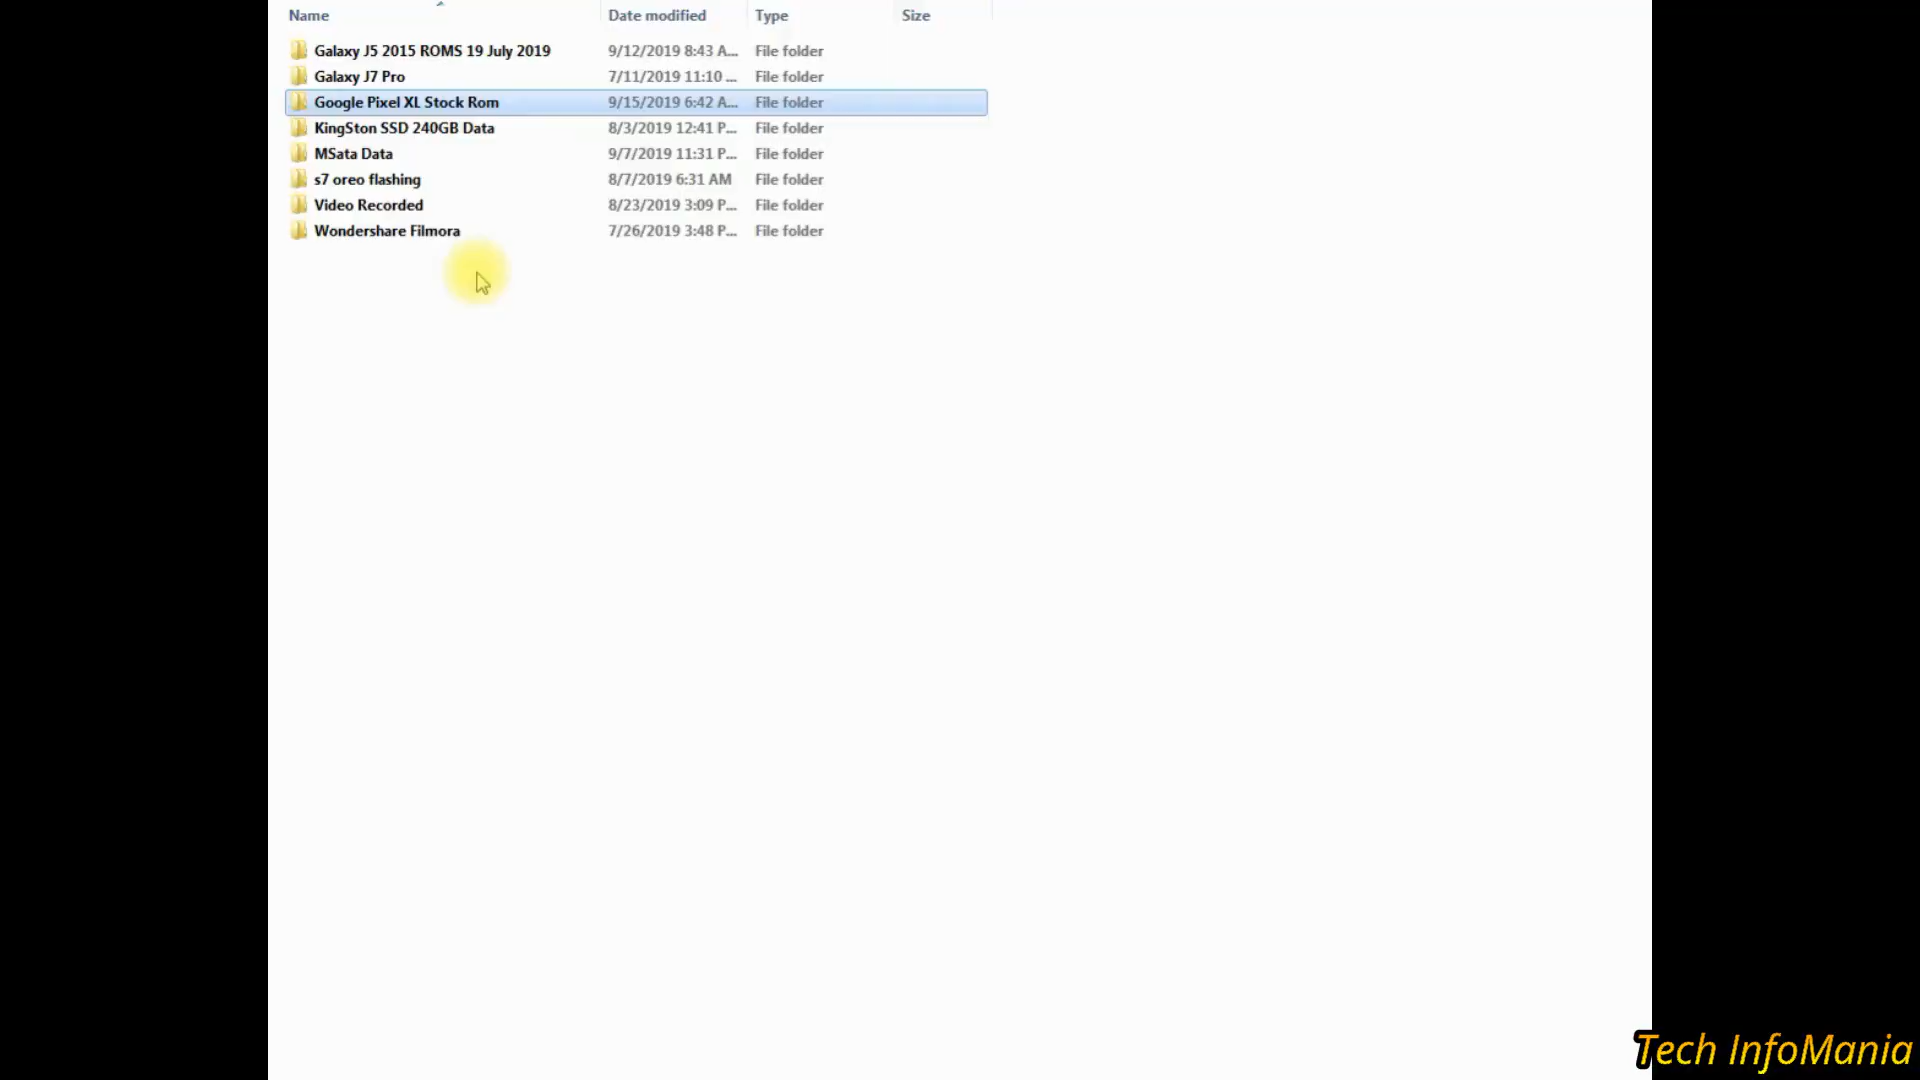 Name Date modified Type Size
Galaxy J5 2015 ROMS 19 July 2019 9/12/2019 8:43 A... File folder
Galaxy J7 Pro 7/11/2019 11:10 ... File folder
Google Pixel XL Stock Rom 9/15/2019 6:42 A... File folder
KingSton SSD 240GB Data 8/3/2019 12:41 P... File folder
MSata Data 9/7/2019 11:31 P... File folder
s7 oreo flashing 8/7/2019 6:31 AM File folder
Video Recorded 8/23/2019 3:09 P... File folder
Wondershare Filmora 7/26/2019 3:48 P... File folder
Tech InfoMania